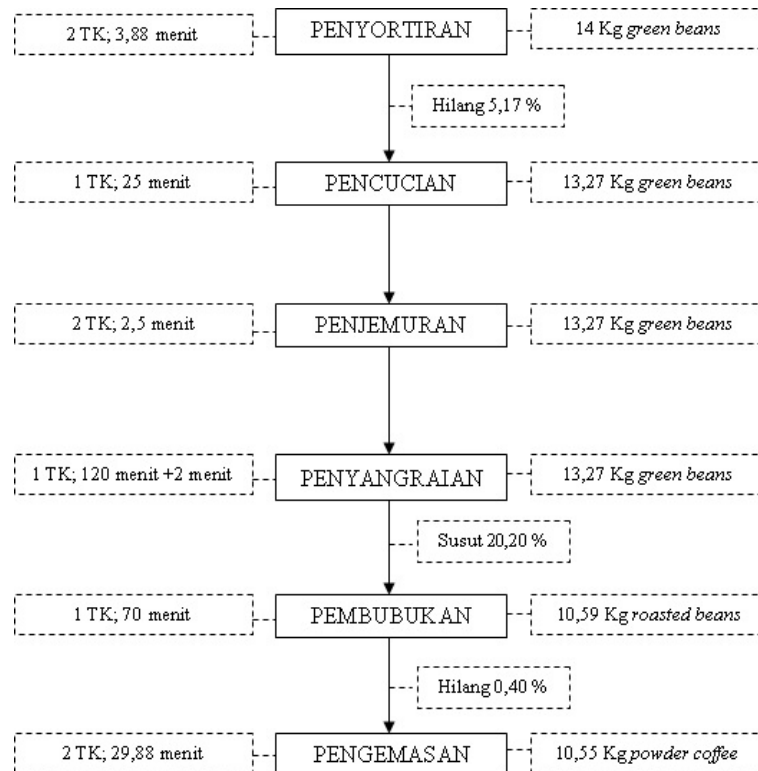 2 TK; 3,88 menit
PENYORTIRAN
14 Kg green beans
Hilang 5,17 %
1 TK; 25 menit
PENCUCIAN
13,27 Kg green beans
2 TK; 2,5 menit
PENJEMURAN
13,27 Kg green beans
1 TK; 120 menit +2 menit
PENYANGRAIAN
13,27 Kg green beans
Susut 20,20 %
1 TK; 70 menit
PEMBUBUKAN
10,59 Kg roasted beans
Hilang 0,40 %
2 TK; 29,88 menit
PENGEMASAN
10,55 Kg powder coffee